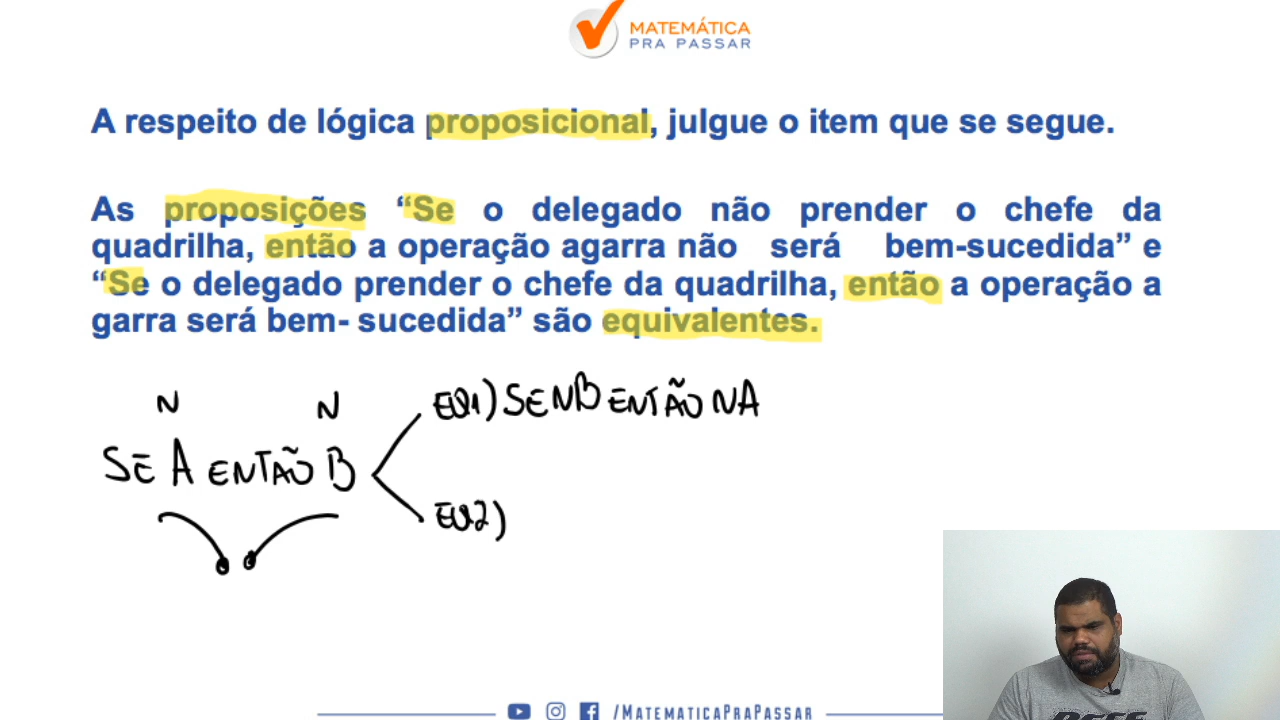 MATEMÁTICA
PRA PASSAR
A respeito de lógica proposicional, julgue o item que se segue.
As proposições “Se o delegado não prender o chefe da
quadrilha, então a operação agarra não será bem-sucedida” e
“Se o delegado prender o chefe da quadrilha, então a operação a
garra será bem- sucedida” são equivalentes.
N N
EQ1) SE NB ENTÃO NA
SE A ENTÃO B
EQ2)
/MATEMATICAPRAPASSAR